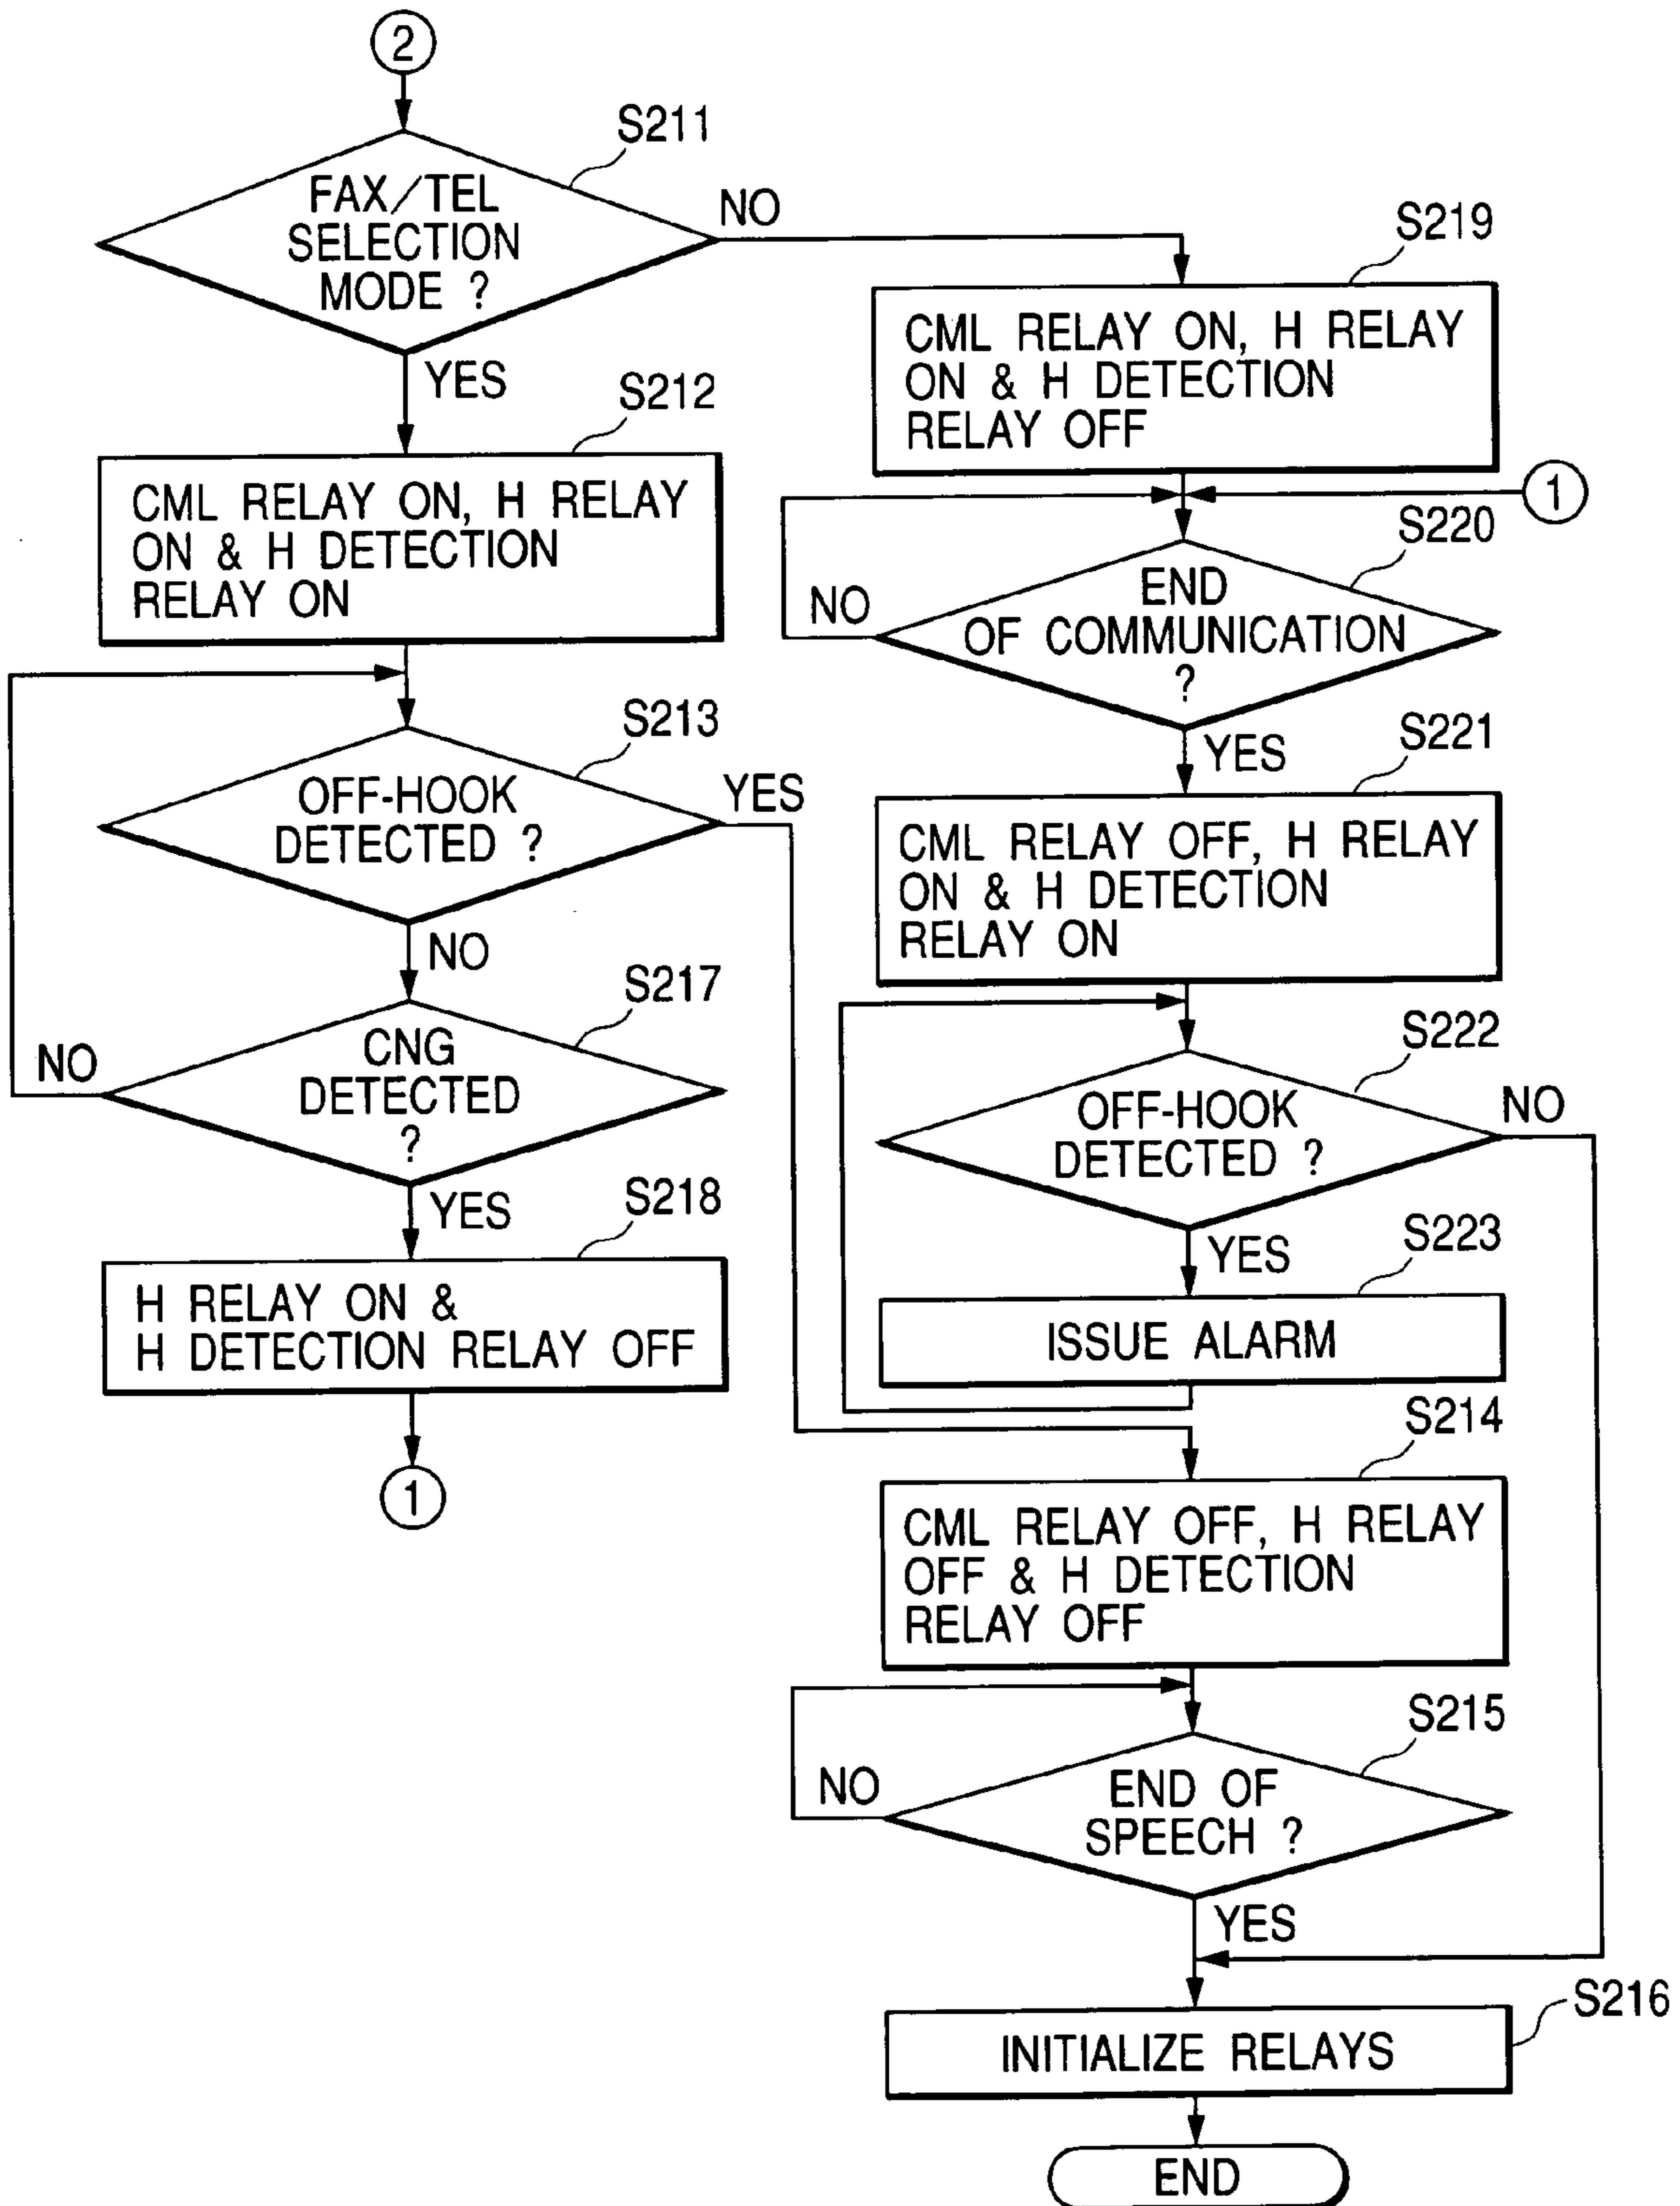 2
S211
FAX/TEL
SELECTION
MODE ?
NO
YES
S212
CML RELAY ON, H RELAY
ON & H DETECTION
RELAY ON
S213
OFF-HOOK
DETECTED ?
YES
NO
S217
CNG
DETECTED
?
NO
YES
S218
H RELAY ON &
H DETECTION RELAY OFF
1
S219
CML RELAY ON, H RELAY
ON & H DETECTION
RELAY OFF
1
S220
END
OF COMMUNICATION
?
NO
YES
S221
CML RELAY OFF, H RELAY
ON & H DETECTION
RELAY ON
S222
OFF-HOOK
DETECTED ?
NO
YES
S223
ISSUE ALARM
S214
CML RELAY OFF, H RELAY
OFF & H DETECTION
RELAY OFF
S215
END OF
SPEECH ?
NO
YES
S216
INITIALIZE RELAYS
END